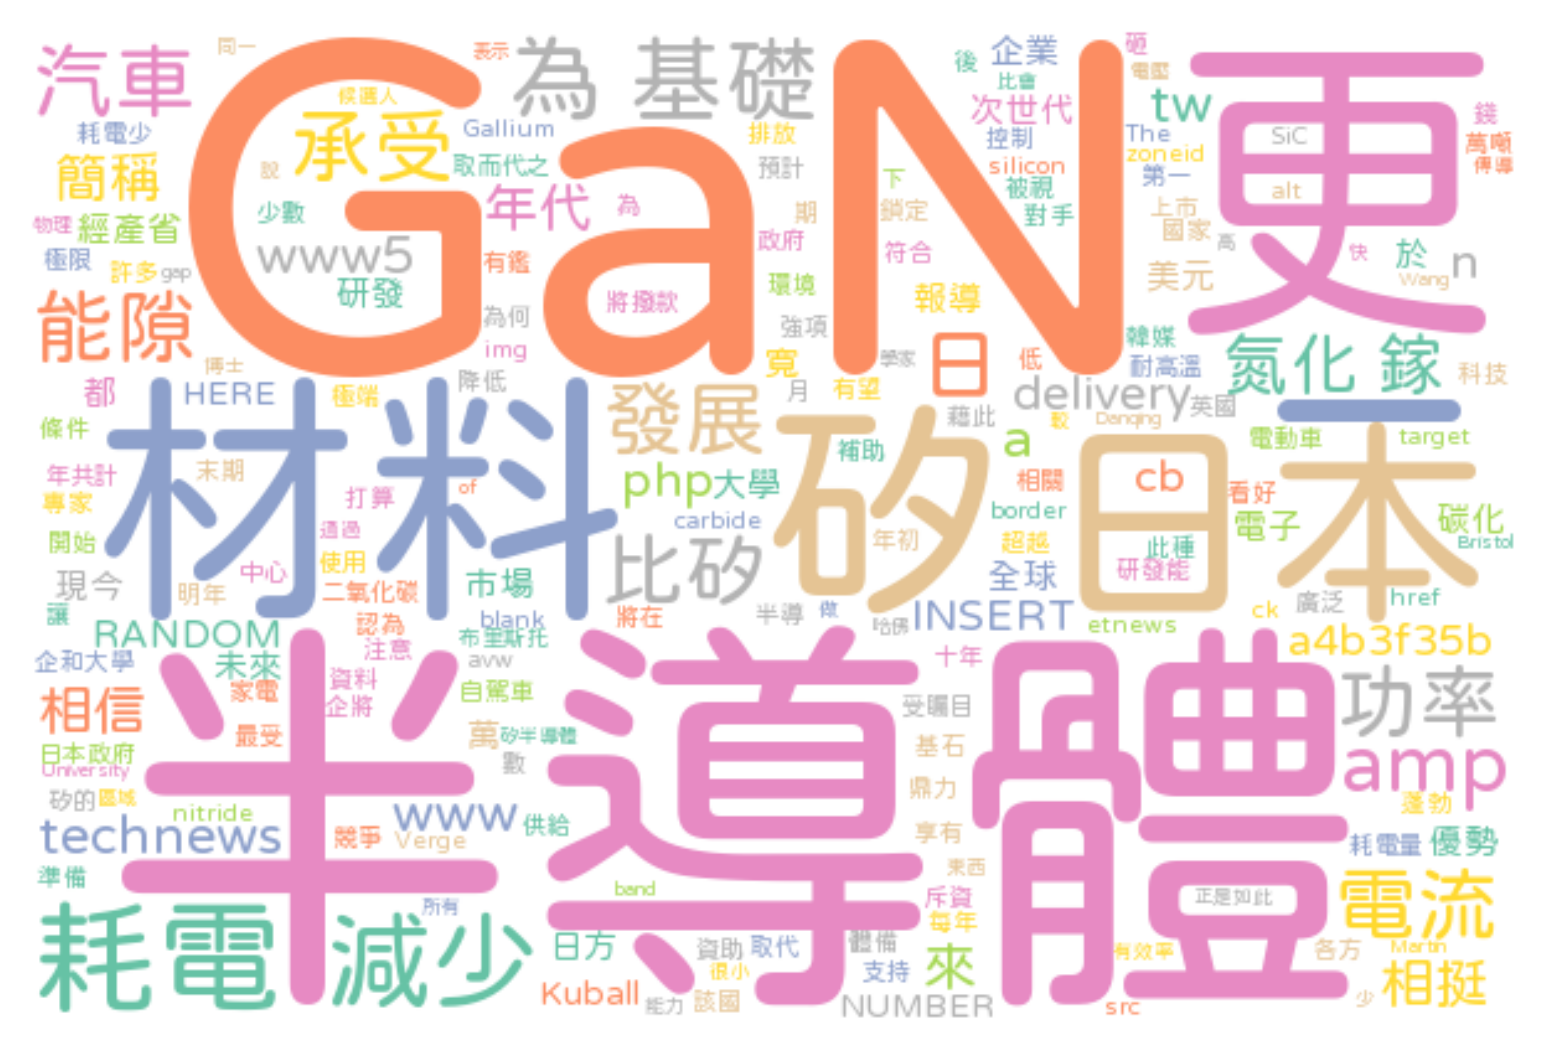 GaN
更
汽車
同一
表示
為 基礎
企業
後
比會
砸
電壓
tw
耗電少
候選人
承受
Gallium
排放
次世代
控制
The
SiC
錢
萬噸
傳導
簡稱
說
取而代之
預計
silicon
zoneid
第一
alt
下
被視
對手
物理
經產省
少數
年代
為
期
鎖定
上市
國家
高
極限
許多
gap
www5
有鑑
政府
符合
快
於
Wang
n
研發
將撥款
環境
報導
美元
能隙
為何
強項
img
寬
學家
日
低
韓媒
耐高溫
氮化 鎵
科技
博士
都
HERE
極端
降低
月
有望
delivery
英國
材料
發展
矽
日本
一
條件
藉此
較
Danqing
電動車
target
補助
a
年共計
末期
打算
of
php
大學
相關
cb
看好
專家
carbide
border
電子
碳化
Bristol
開始
通過
比矽
年初
超越
此種
研發能
現今
中心
使用
市場
全球
明年
二氧化碳
blank
將在
半導
做
哈佛
INSERT
etnews
ck
廣泛
href
讓
RANDOM
認為
注意
布里斯托
avw
十年
a4b3f35b
企和大學
未來
半導體
相信
家電
資料
企將
自駕車
受矚目
功率
最受
萬
矽半導體
數
基石
日本政府
University
amp
矽的
區域
nitride
www
供給
鼎力
蓬勃
technews
競爭
Verge
享有
耗電量
優勢
準備
band
東西
斥資
正是如此
電流
耗電
減少
所有
每年
日方
資助
取代
很小
體備
支持
來
有效率
各方
Martin
相挺
Kuball
能力
該國
NUMBER
src
少